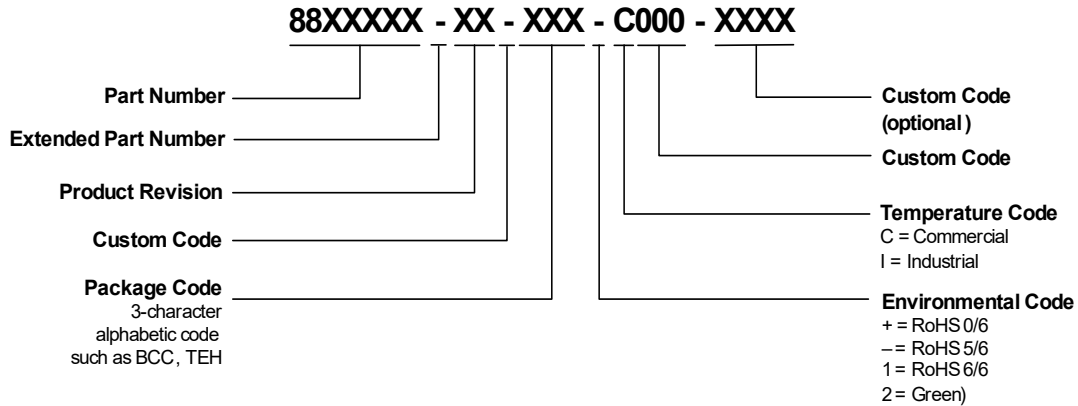 88XXXXX - XX - XXX - C000 - XXXX
Part Number
Extended Part Number
Product Revision
Custom Code
Package Code
3-character
alphabetic code
such as BCC, TEH
Custom Code
(optional)
Custom Code
Temperature Code
C = Commercial
I = Industrial
Environmental Code
+ = RoHS 0/6
– = RoHS 5/6
1 = RoHS 6/6
2 = Green)